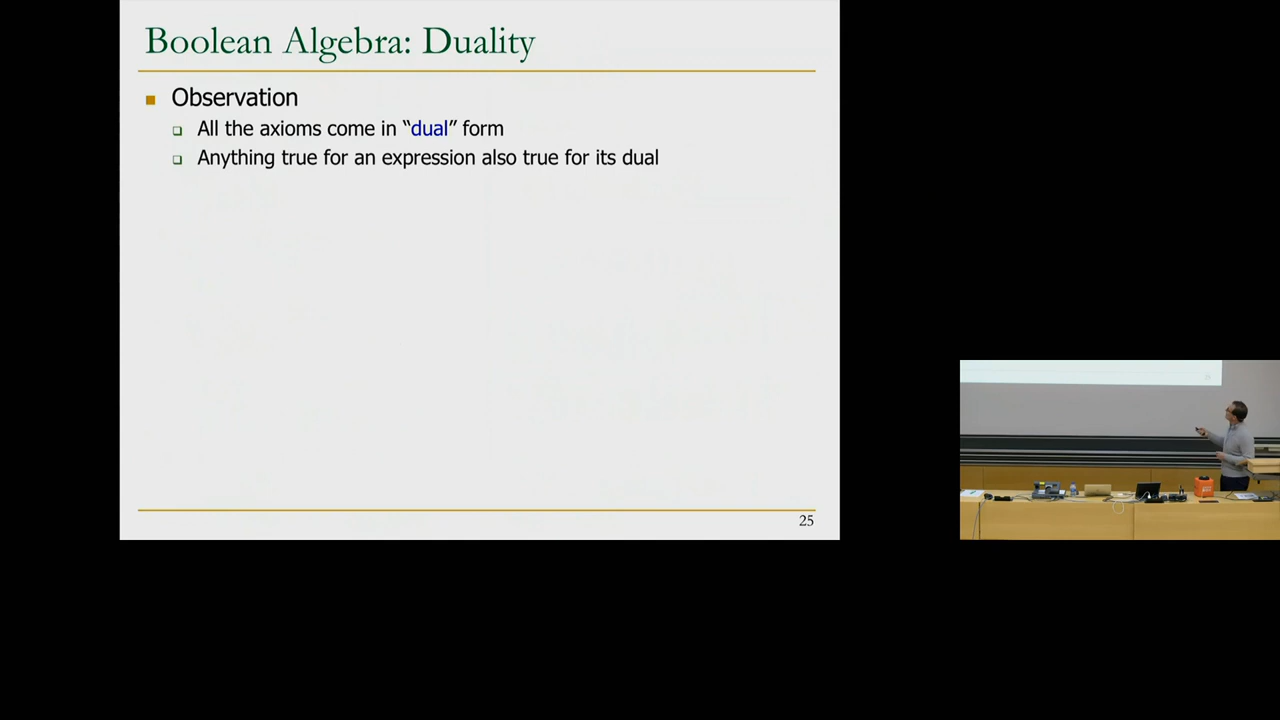 Boolean Algebra: Duality
Observation
All the axioms come in “dual” form
Anything true for an expression also true for its dual
25